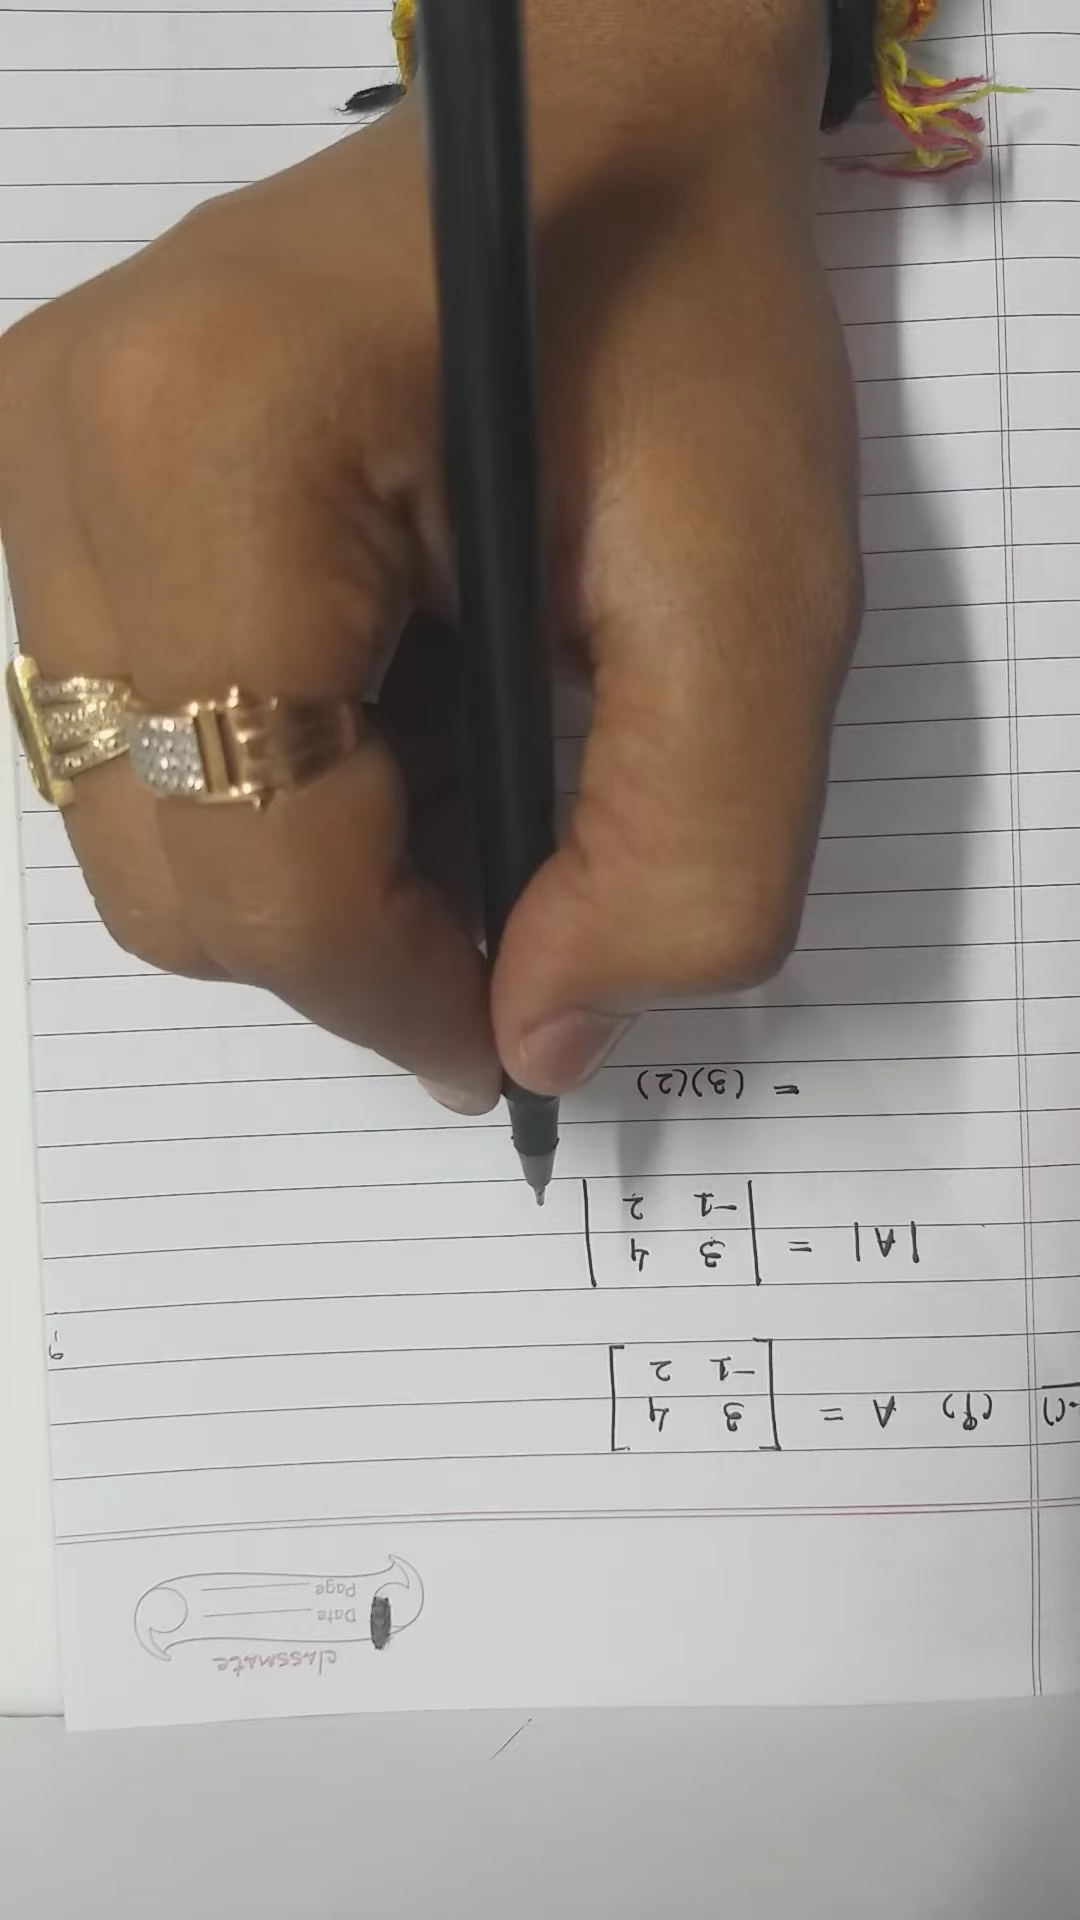 classmate
Date
Page
(i) A = [ 3 4
-1 2 ]
|A| = | 3 4
-1 2 |
= (3)(2)